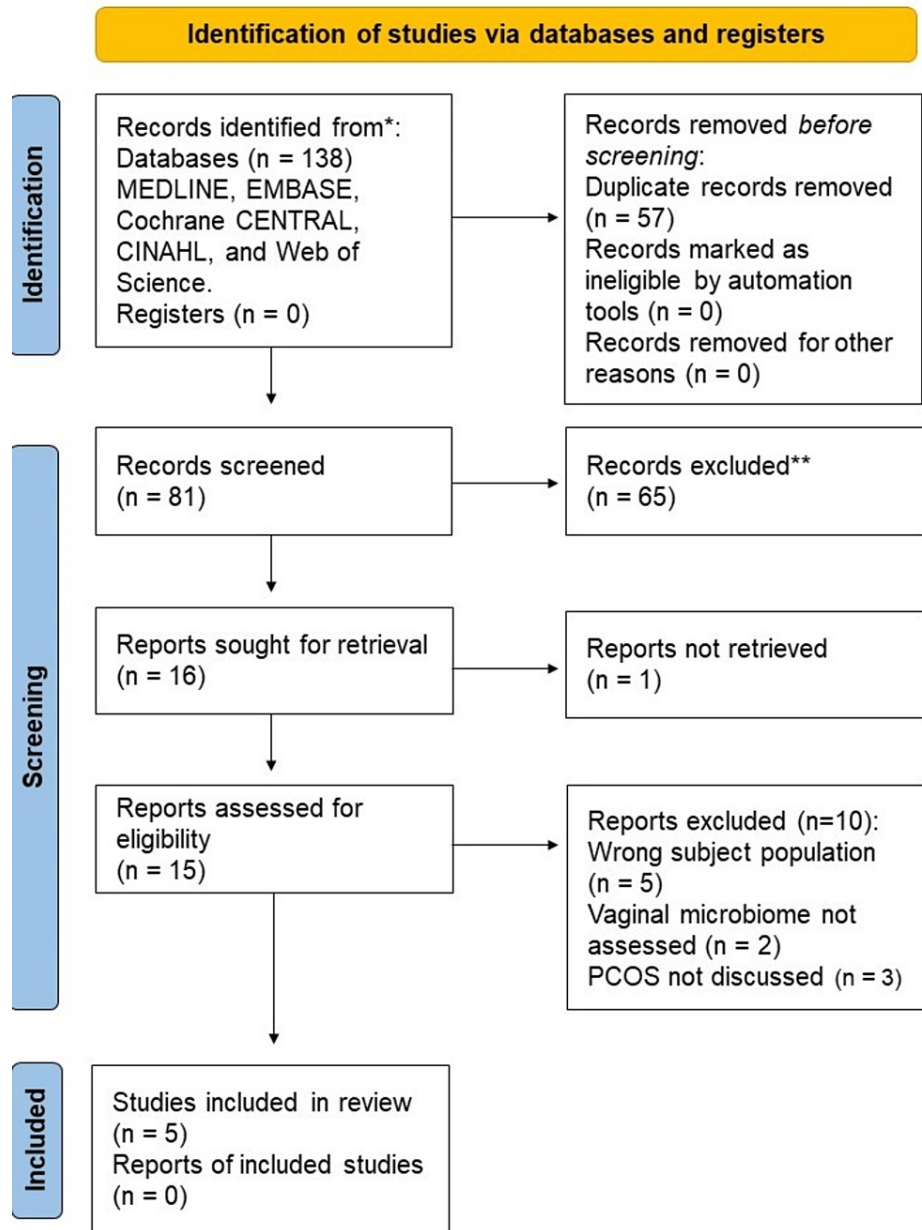 Identification of studies via databases and registers
Identification
Records identified from*:
Databases (n = 138)
MEDLINE, EMBASE,
Cochrane CENTRAL,
CINAHL, and Web of
Science.
Registers (n = 0)
Records removed before
screening:
Duplicate records removed
(n = 57)
Records marked as
ineligible by automation
tools (n = 0)
Records removed for other
reasons (n = 0)
Screening
Records screened
(n = 81)
Records excluded**
(n = 65)
Reports sought for retrieval
(n = 16)
Reports not retrieved
(n = 1)
Reports assessed for
eligibility
(n = 15)
Reports excluded (n=10):
Wrong subject population
(n = 5)
Vaginal microbiome not
assessed (n = 2)
PCOS not discussed (n = 3)
Included
Studies included in review
(n = 5)
Reports of included studies
(n = 0)